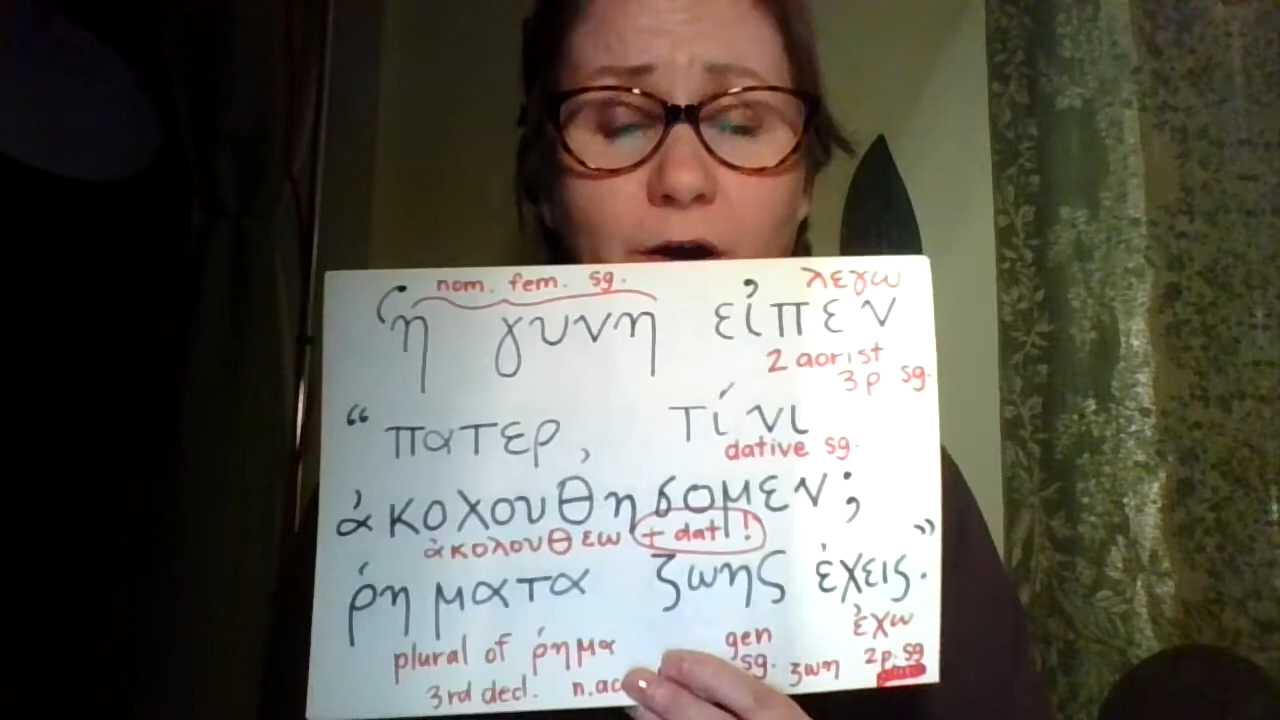 nom. fem. sg. λεγω
ἡ γυνη εἰπεν
2 aorist
3p sg.
“πατερ, τίνι
dative sg.
ἀκολουθησομεν;
ἀκολουθεω + dat!
ῥηματα ζωης ἐχεις.”
ἐχω
plural of ῥημα gen
sg. ζωη 2p. sg
3rd decl.